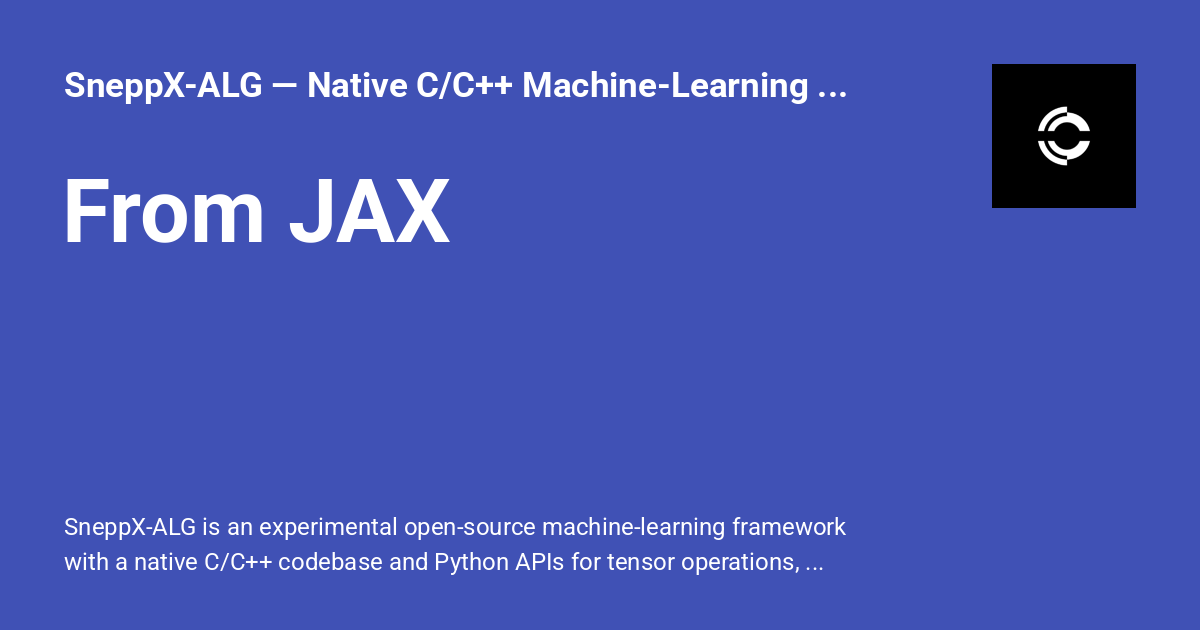 SneppX-ALG — Native C/C++ Machine-Learning ...
From JAX
SneppX-ALG is an experimental open-source machine-learning framework
with a native C/C++ codebase and Python APIs for tensor operations, ...